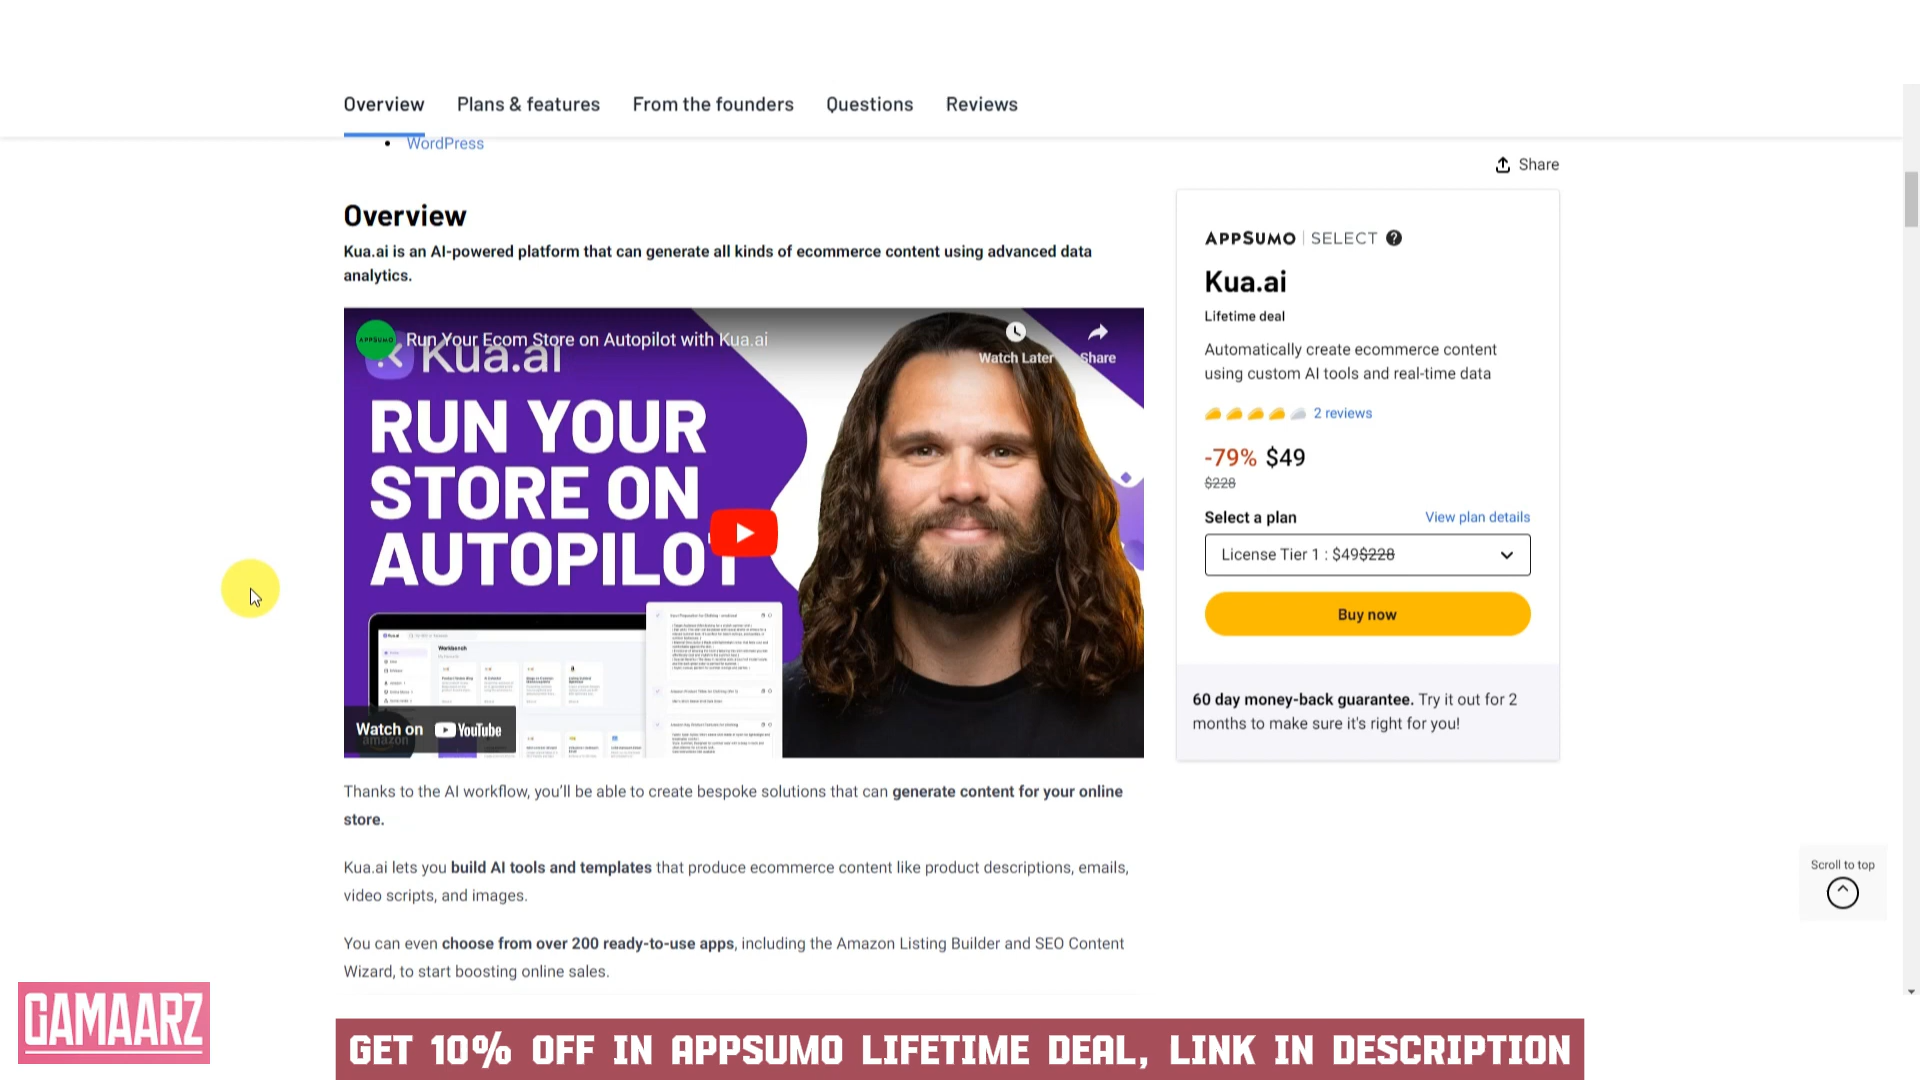 Overview
Plans & features
From the founders
Questions
Reviews
WordPress
Share
Overview
Kua.ai is an AI-powered platform that can generate all kinds of ecommerce content using advanced data
analytics.
APPSUMO
Run Your Ecom Store on Autopilot with Kua.ai
Watch Later
Share
Kua.ai
RUN YOUR
STORE ON
AUTOPILOT
Workbench
Watch on YouTube
amazon
Thanks to the AI workflow, you'll be able to create bespoke solutions that can generate content for your online
store.
Kua.ai lets you build AI tools and templates that produce ecommerce content like product descriptions, emails,
video scripts, and images.
You can even choose from over 200 ready-to-use apps, including the Amazon Listing Builder and SEO Content
Wizard, to start boosting online sales.
APPSUMO | SELECT ?
Kua.ai
Lifetime deal
Automatically create ecommerce content
using custom AI tools and real-time data
2 reviews
-79% $49
$228
Select a plan
View plan details
License Tier 1 : $49$228
Buy now
60 day money-back guarantee. Try it out for 2
months to make sure it's right for you!
Scroll to top
GAMAARZ
GET 10% OFF IN APPSUMO LIFETIME DEAL, LINK IN DESCRIPTION